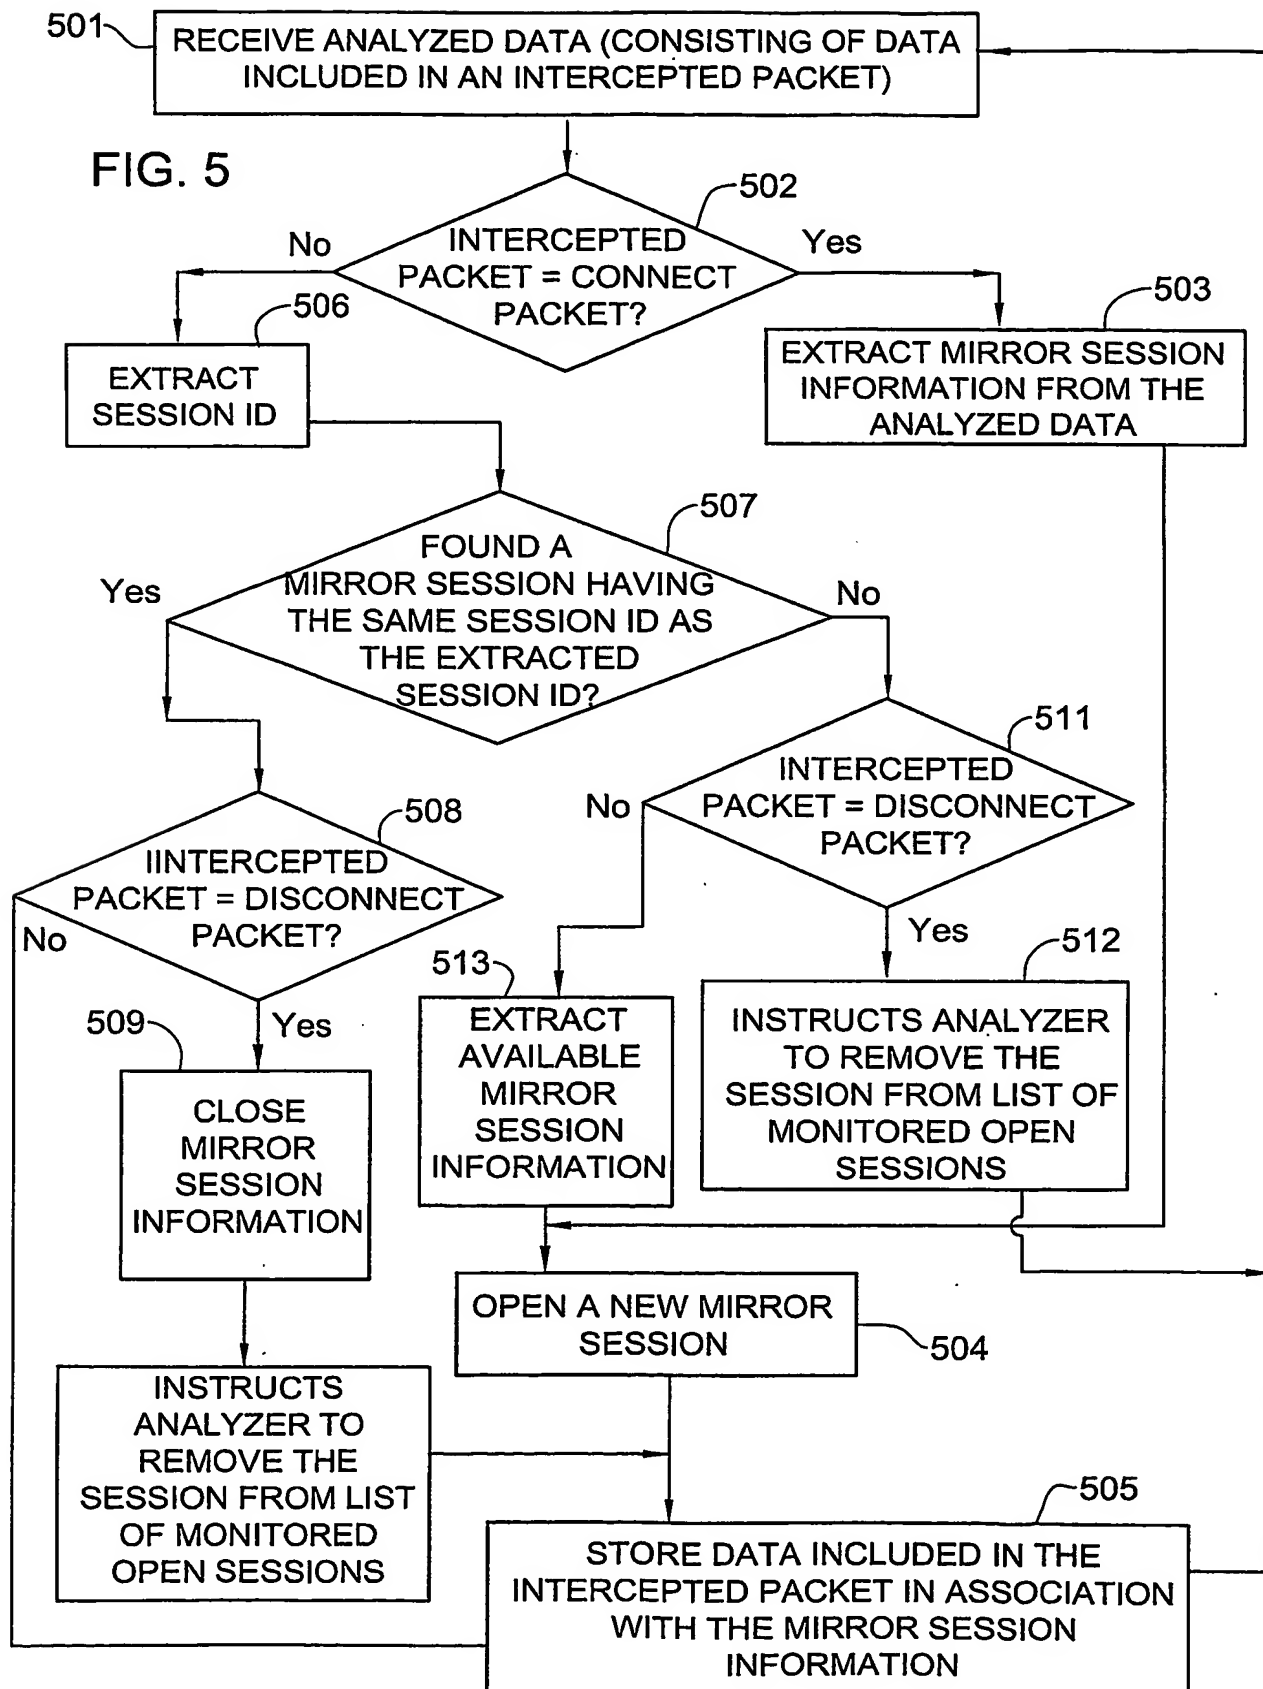 501
RECEIVE ANALYZED DATA (CONSISTING OF DATA
INCLUDED IN AN INTERCEPTED PACKET)
FIG. 5
502
INTERCEPTED
PACKET = CONNECT
PACKET?
No
Yes
506
EXTRACT
SESSION ID
503
EXTRACT MIRROR SESSION
INFORMATION FROM THE
ANALYZED DATA
507
FOUND A
MIRROR SESSION HAVING
THE SAME SESSION ID AS
THE EXTRACTED
SESSION ID?
Yes
No
511
INTERCEPTED
PACKET = DISCONNECT
PACKET?
No
Yes
508
IINTERCEPTED
PACKET = DISCONNECT
PACKET?
No
Yes
509
CLOSE
MIRROR
SESSION
INFORMATION
513
EXTRACT
AVAILABLE
MIRROR
SESSION
INFORMATION
512
INSTRUCTS ANALYZER
TO REMOVE THE
SESSION FROM LIST OF
MONITORED OPEN
SESSIONS
OPEN A NEW MIRROR
SESSION
504
INSTRUCTS
ANALYZER TO
REMOVE THE
SESSION FROM LIST
OF MONITORED
OPEN SESSIONS
505
STORE DATA INCLUDED IN THE
INTERCEPTED PACKET IN ASSOCIATION
WITH THE MIRROR SESSION
INFORMATION